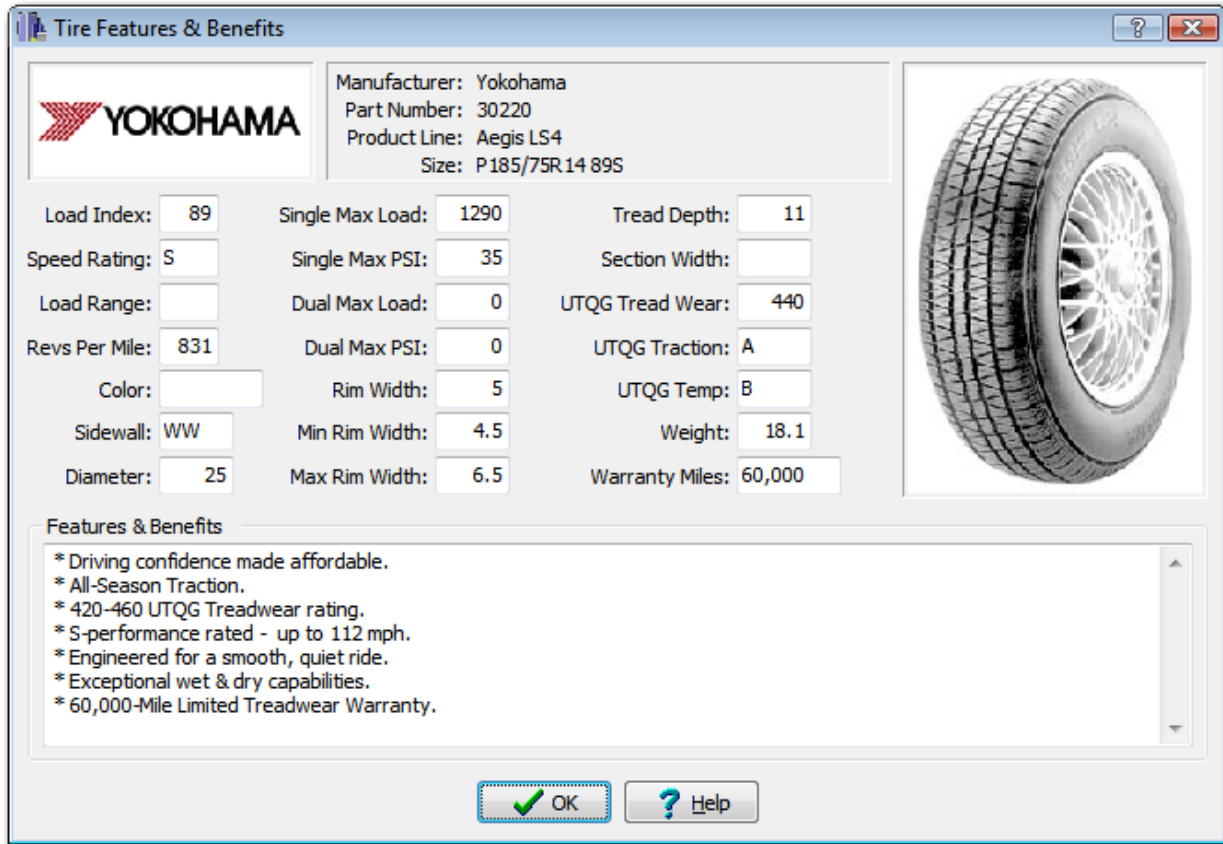 Tire Features & Benefits
YOKOHAMA
Manufacturer: Yokohama
Part Number: 30220
Product Line: Aegis LS4
Size: P185/75R14 89S
Load Index: 89 Single Max Load: 1290 Tread Depth: 11
Speed Rating: S Single Max PSI: 35 Section Width:
Load Range: Dual Max Load: 0 UTQG Tread Wear: 440
Revs Per Mile: 831 Dual Max PSI: 0 UTQG Traction: A
Color: Rim Width: 5 UTQG Temp: B
Sidewall: WW Min Rim Width: 4.5 Weight: 18.1
Diameter: 25 Max Rim Width: 6.5 Warranty Miles: 60,000
Features & Benefits
* Driving confidence made affordable.
* All-Season Traction.
* 420-460 UTQG Treadwear rating.
* S-performance rated - up to 112 mph.
* Engineered for a smooth, quiet ride.
* Exceptional wet & dry capabilities.
* 60,000-Mile Limited Treadwear Warranty.
OK Help